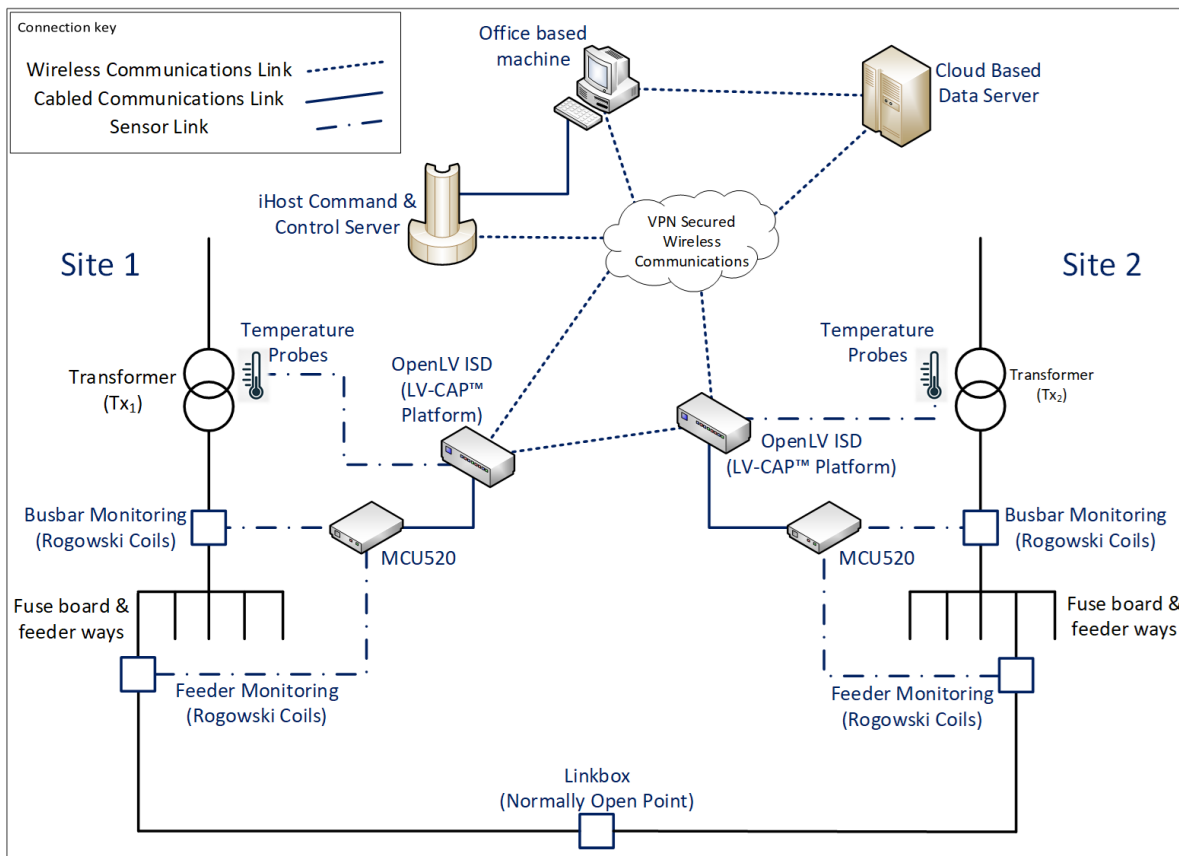 Connection key
Wireless Communications Link
Cabled Communications Link
Sensor Link
Office based
machine
Cloud Based
Data Server
iHost Command &
Control Server
VPN Secured
Wireless
Communications
Site 1
Site 2
Temperature
Probes
Transformer
(Tx₁)
OpenLV ISD
(LV-CAP™
Platform)
Temperature
Probes
Transformer
(Tx₂)
OpenLV ISD
(LV-CAP™ Platform)
Busbar Monitoring
(Rogowski Coils)
MCU520
MCU520
Busbar Monitoring
(Rogowski Coils)
Fuse board &
feeder ways
Fuse board &
feeder ways
Feeder Monitoring
(Rogowski Coils)
Feeder Monitoring
(Rogowski Coils)
Linkbox
(Normally Open Point)